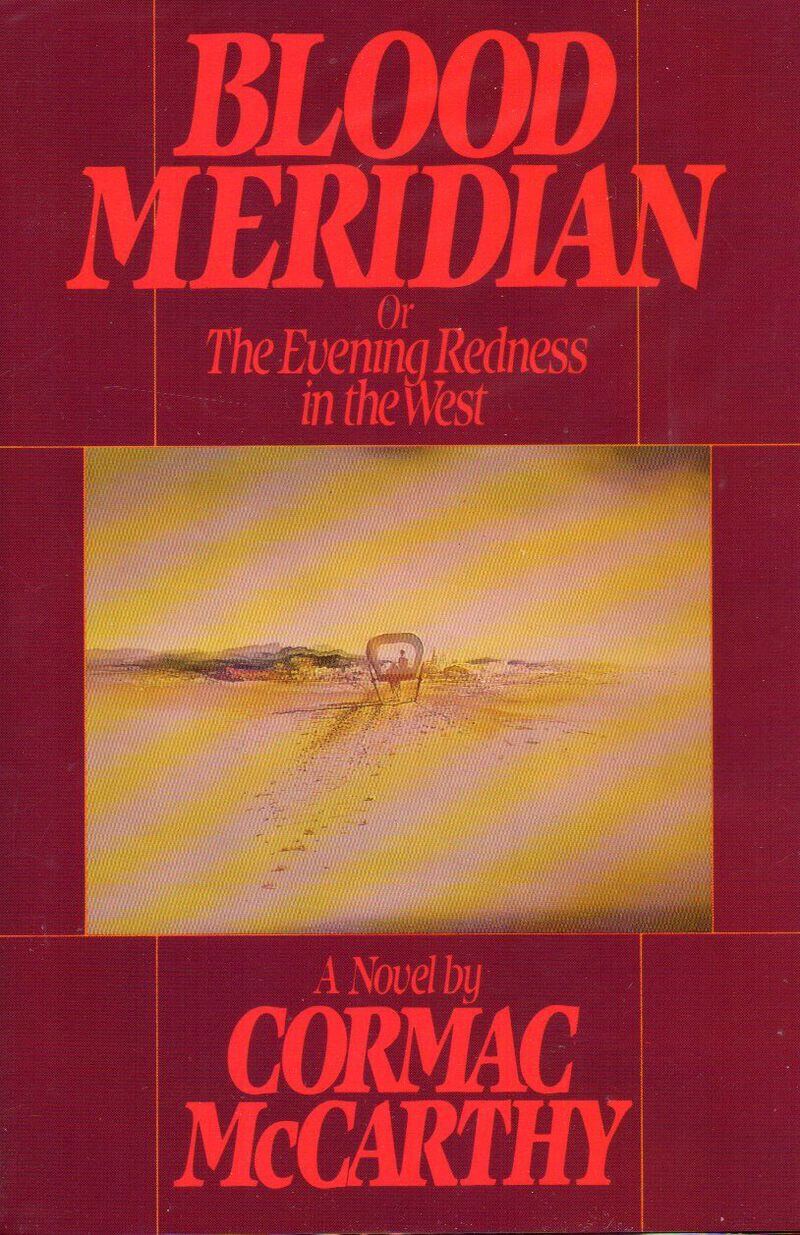 BLOOD
MERIDIAN
Or
The Evening Redness
in the West
A Novel by
CORMAC
McCARTHY